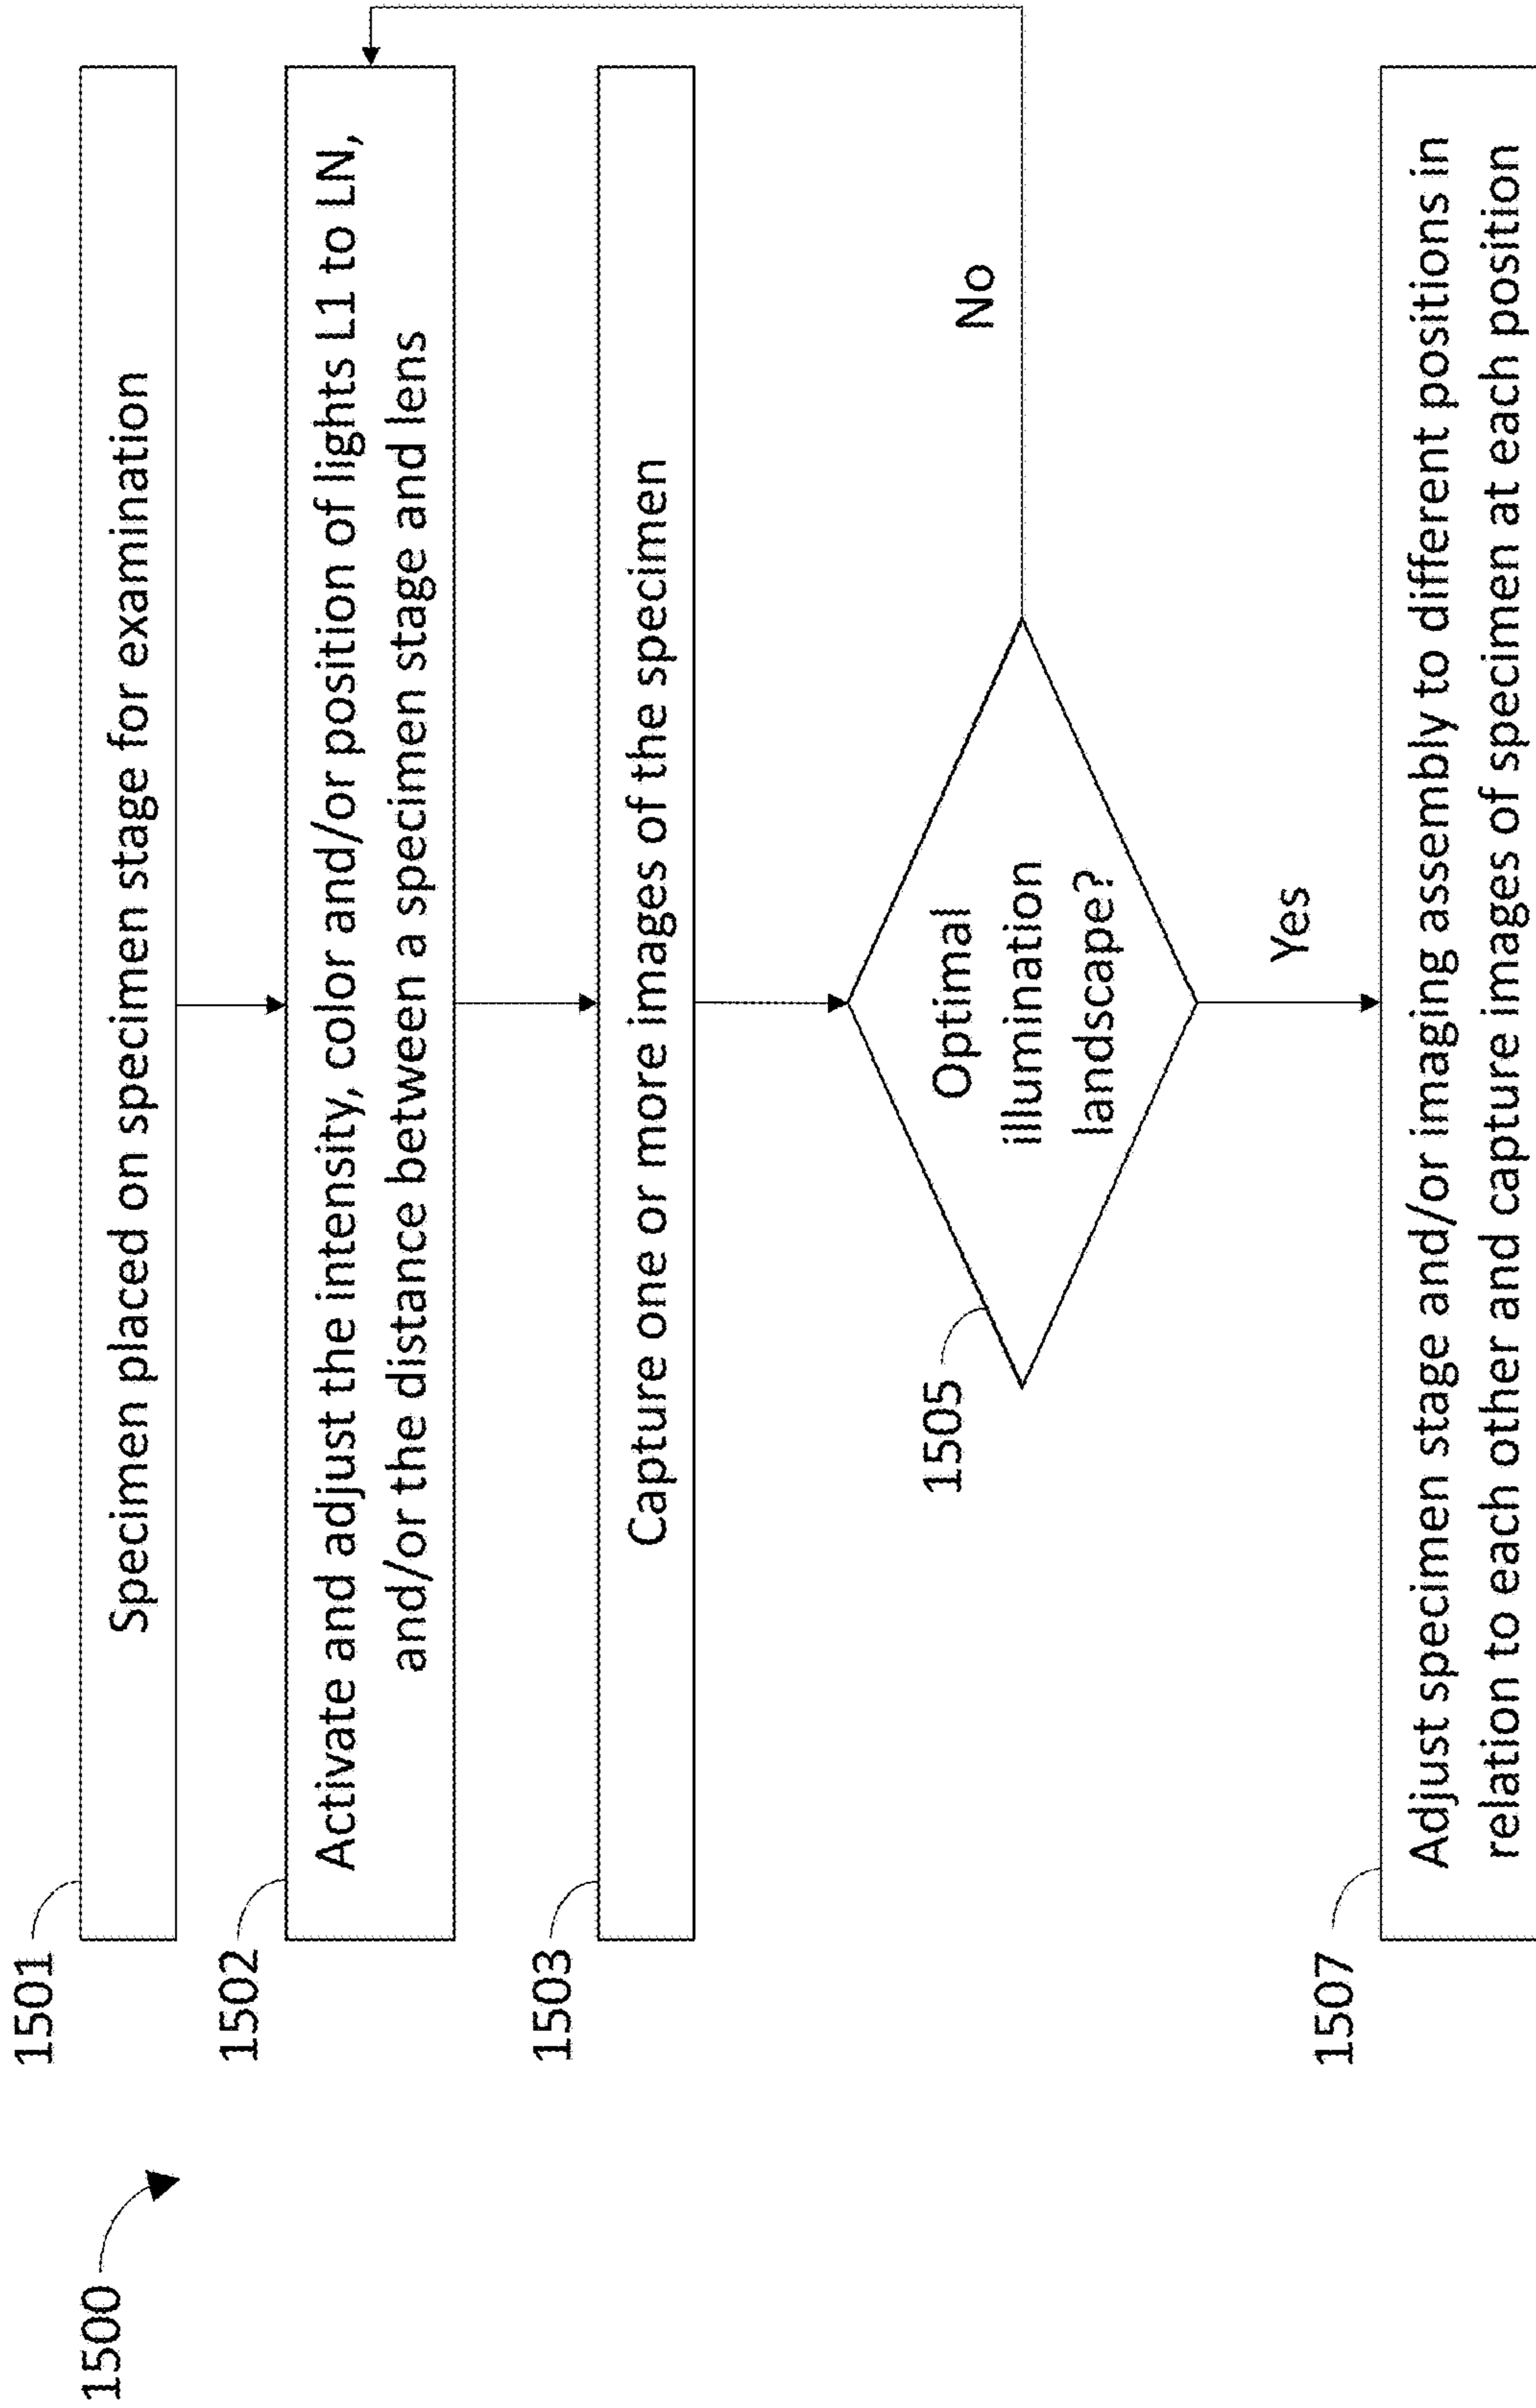 1500
1501
Specimen placed on specimen stage for examination
1502
Activate and adjust the intensity, color and/or position of lights L1 to LN,
and/or the distance between a specimen stage and lens
1503
Capture one or more images of the specimen
1505
Optimal
illumination
landscape?
No
Yes
1507
Adjust specimen stage and/or imaging assembly to different positions in
relation to each other and capture images of specimen at each position